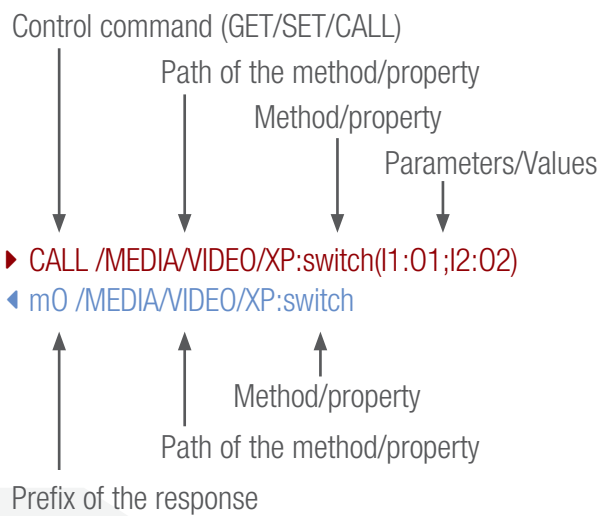 Control command (GET/SET/CALL)
Path of the method/property
Method/property
Parameters/Values
CALL /MEDIA/VIDEO/XP:switch(I1:O1;I2:O2)
mO /MEDIA/VIDEO/XP:switch
Method/property
Path of the method/property
Prefix of the response